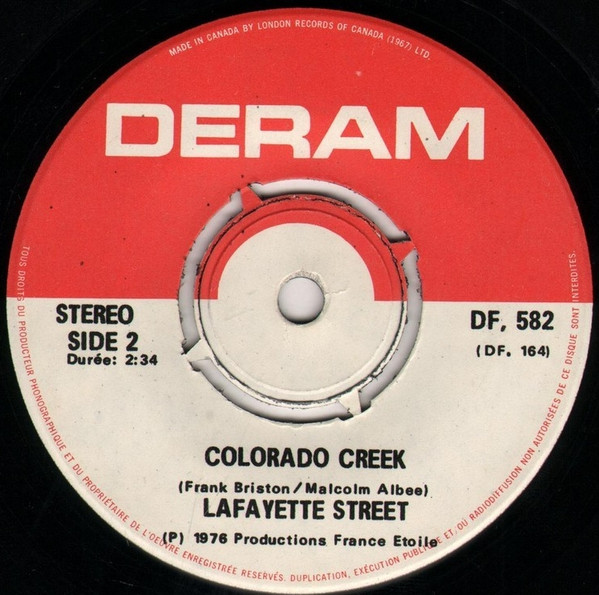 MADE IN CANADA BY LONDON RECORDS OF CANADA (1967) LTD.
DERAM
STEREO
SIDE 2
Durée: 2:34
DF, 582
(DF. 164)
COLORADO CREEK
(Frank Briston/Malcolm Albee)
LAFAYETTE STREET
(P) 1976 Productions France Etoile
TOUS DROITS DU PRODUCTEUR PHONOGRAPHIQUE ET DU PROPRIÉTAIRE DE L'OEUVRE ENREGISTRÉE RESERVÉS. DUPLICATION, EXÉCUTION PUBLIQUE ET/OU RADIODIFFUSION NON AUTORISÉES DE CE DISQUE SONT INTERDITES.